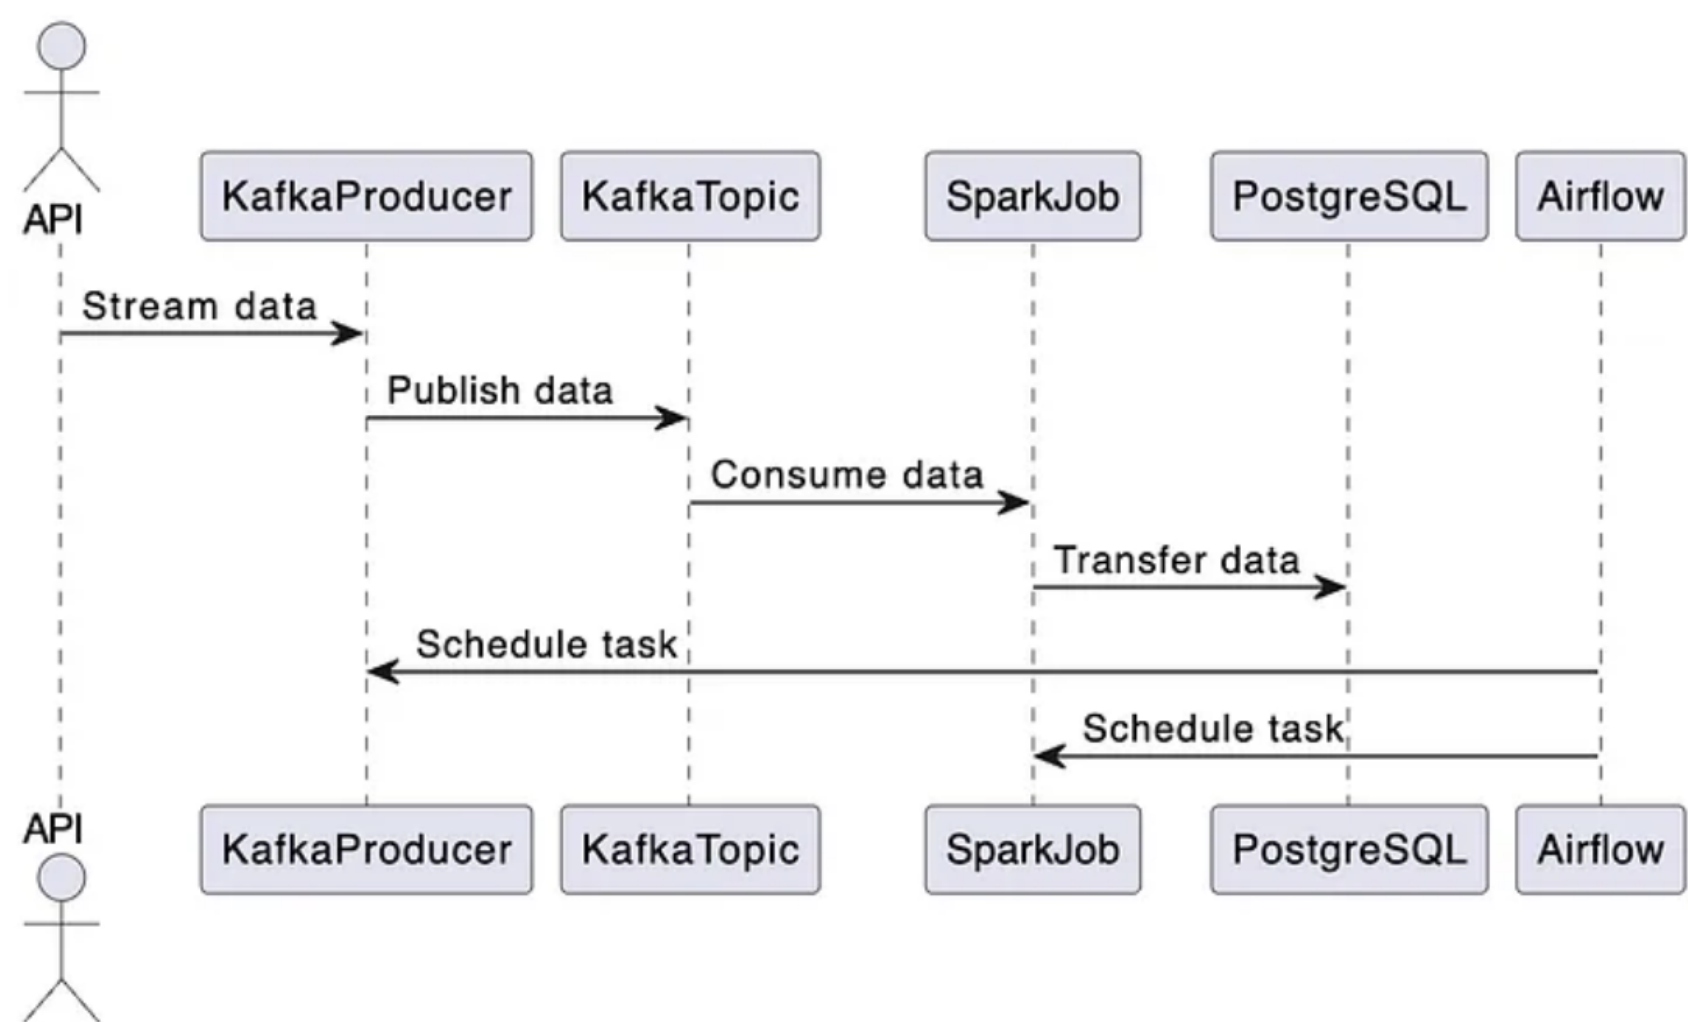 API
KafkaProducer
KafkaTopic
SparkJob
PostgreSQL
Airflow
Stream data
Publish data
Consume data
Transfer data
Schedule task
Schedule task
API
KafkaProducer
KafkaTopic
SparkJob
PostgreSQL
Airflow